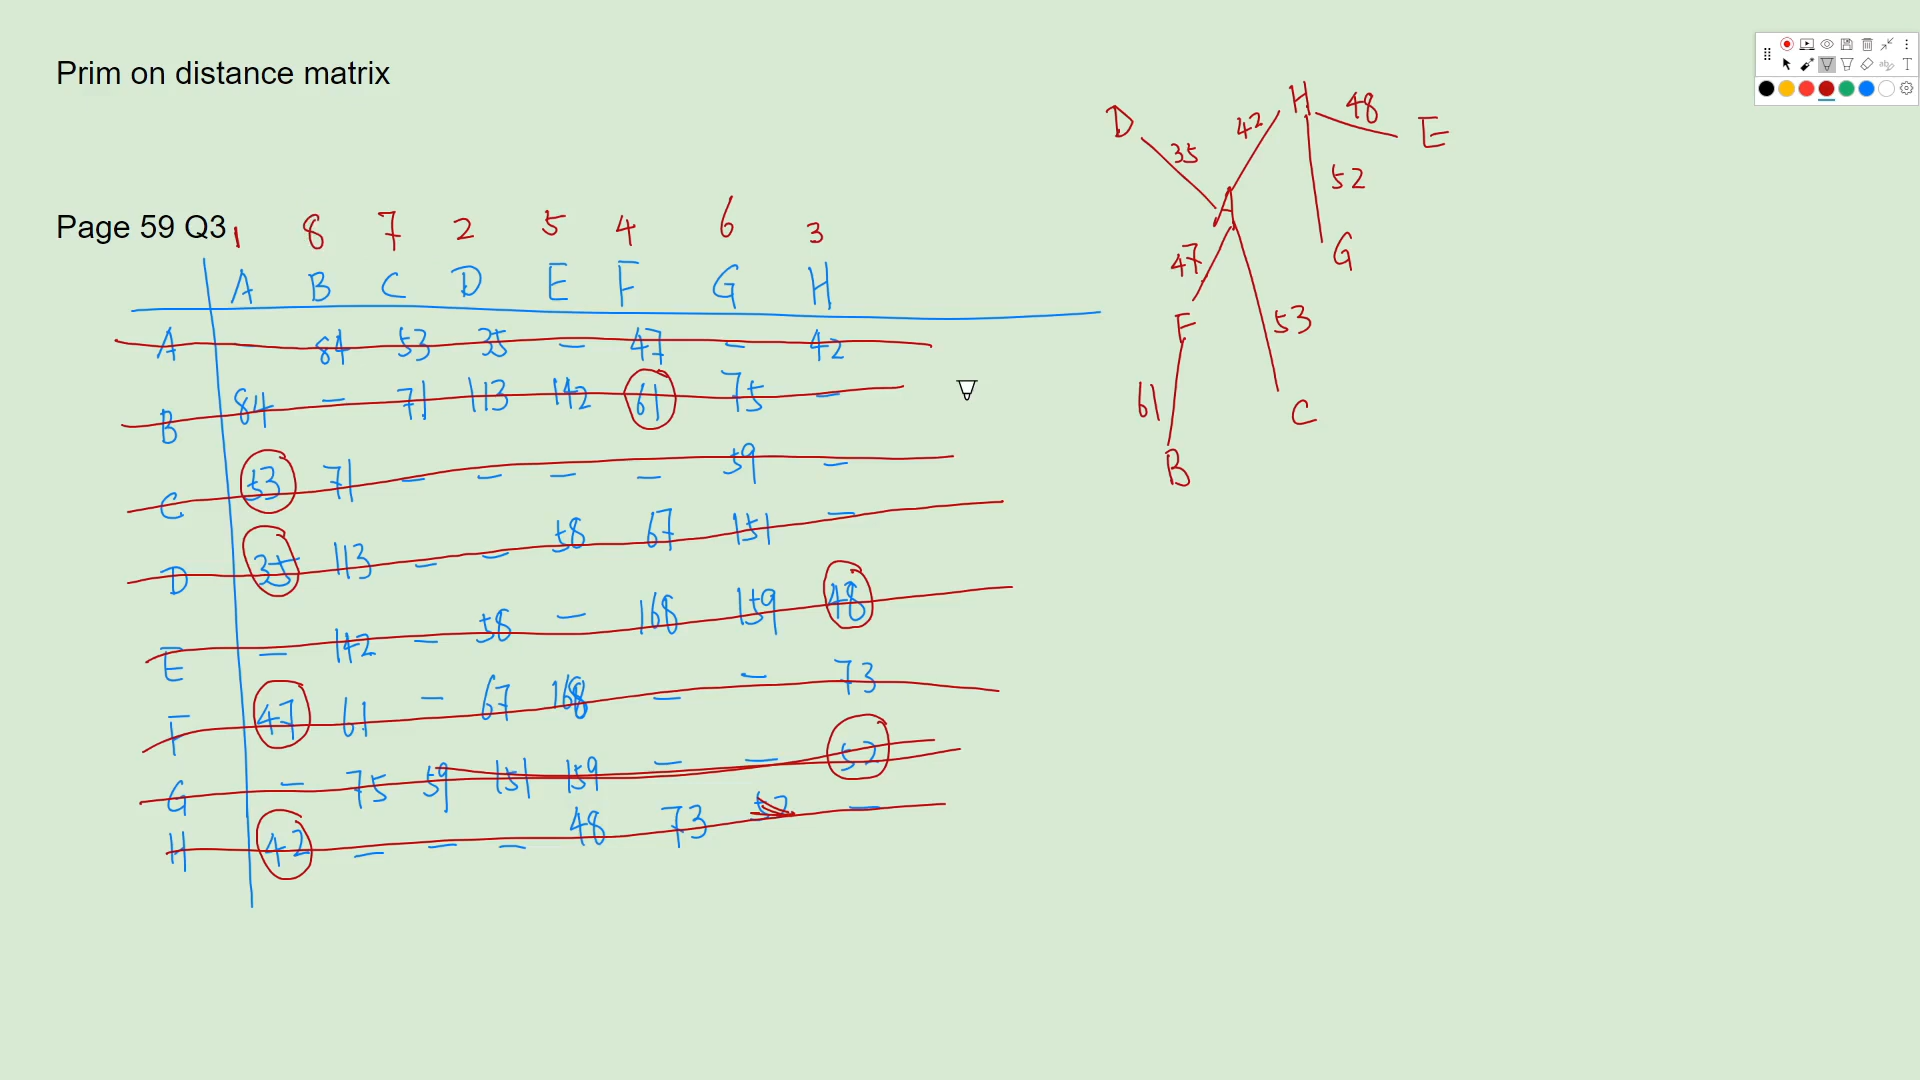 Prim on distance matrix
Page 59 Q3
1 8 7 2 5 4 6 3
A B C D E F G H
A – 84 53 35 – 47 – 42
B 84 – 71 113 142 61 75 –
C 53 71 – – – – 59 –
D 35 113 – – 58 67 151 –
E – 142 – 58 – 168 159 48
F 47 61 – 67 168 – – 73
G – 75 59 151 159 – – 52
H 42 – – – 48 73 52 –
H 48
D 42 E
35 52
A
47 G
F 53
61 C
B